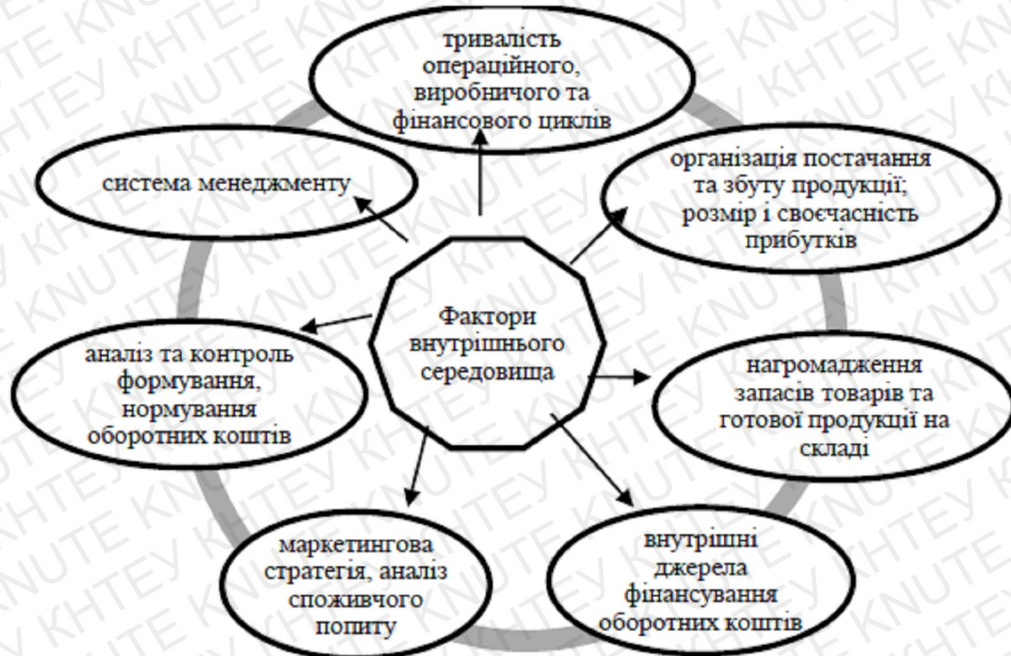 тривалість
операційного,
виробничого та
фінансового циклів
організація постачання
та збуту продукції;
розмір і своєчасність
прибутків
система менеджменту
Фактори
внутрішнього
середовища
аналіз та контроль
формування,
нормування
оборотних коштів
нагромадження
запасів товарів та
готової продукції на
складі
маркетингова
стратегія, аналіз
споживчого
попиту
внутрішні
джерела
фінансування
оборотних коштів
КНТЕУ KNUTE